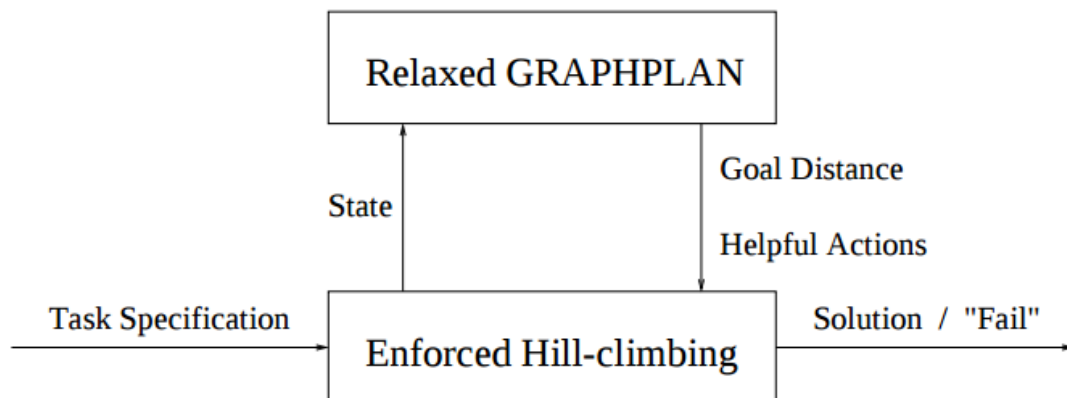 Relaxed GRAPHPLAN
Goal Distance
State
Helpful Actions
Task Specification
Solution / "Fail"
Enforced Hill-climbing